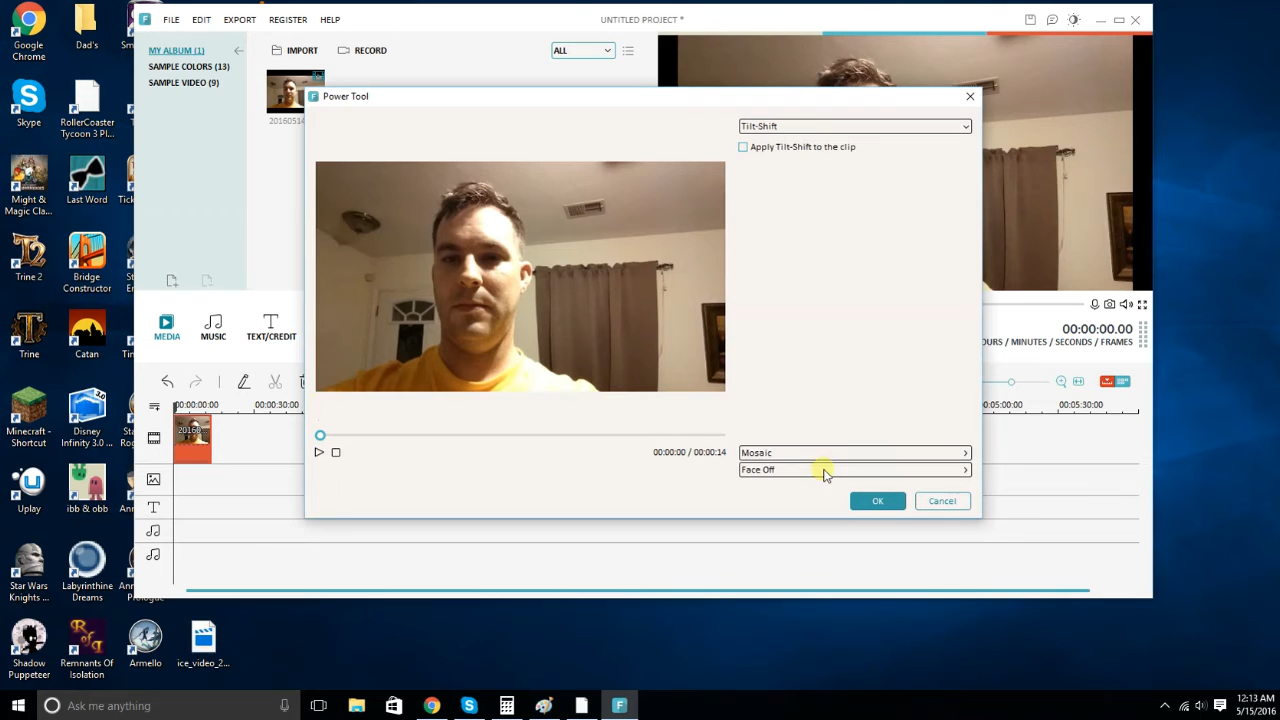 FILE EDIT EXPORT REGISTER HELP UNTITLED PROJECT *
MY ALBUM (1)
SAMPLE COLORS (13)
SAMPLE VIDEO (9)
IMPORT RECORD ALL
20160514
Power Tool
Tilt-Shift
Apply Tilt-Shift to the clip
Mosaic
Face Off
OK Cancel
00:00:00 / 00:00:14
MEDIA MUSIC TEXT/CREDIT
00:00:00.00
OURS / MINUTES / SECONDS / FRAMES
00:00:00:00 00:00:30:00 00:05:00:00 00:05:30:00
20160...
Google
Chrome
Dad's
Skype
RollerCoaster
Tycoon 3 Pl...
Might &
Magic Cla...
Last Word
Trine 2
Bridge
Constructor
Trine
Catan
Minecraft -
Shortcut
Disney
Infinity 3.0 ...
Uplay
ibb & obb
Star Wars
Knights ...
Labyrinthine
Dreams
Prologue
Shadow
Puppeteer
Remnants Of
Isolation
Armello
ice_video_2...
Ask me anything
12:13 AM
5/15/2016